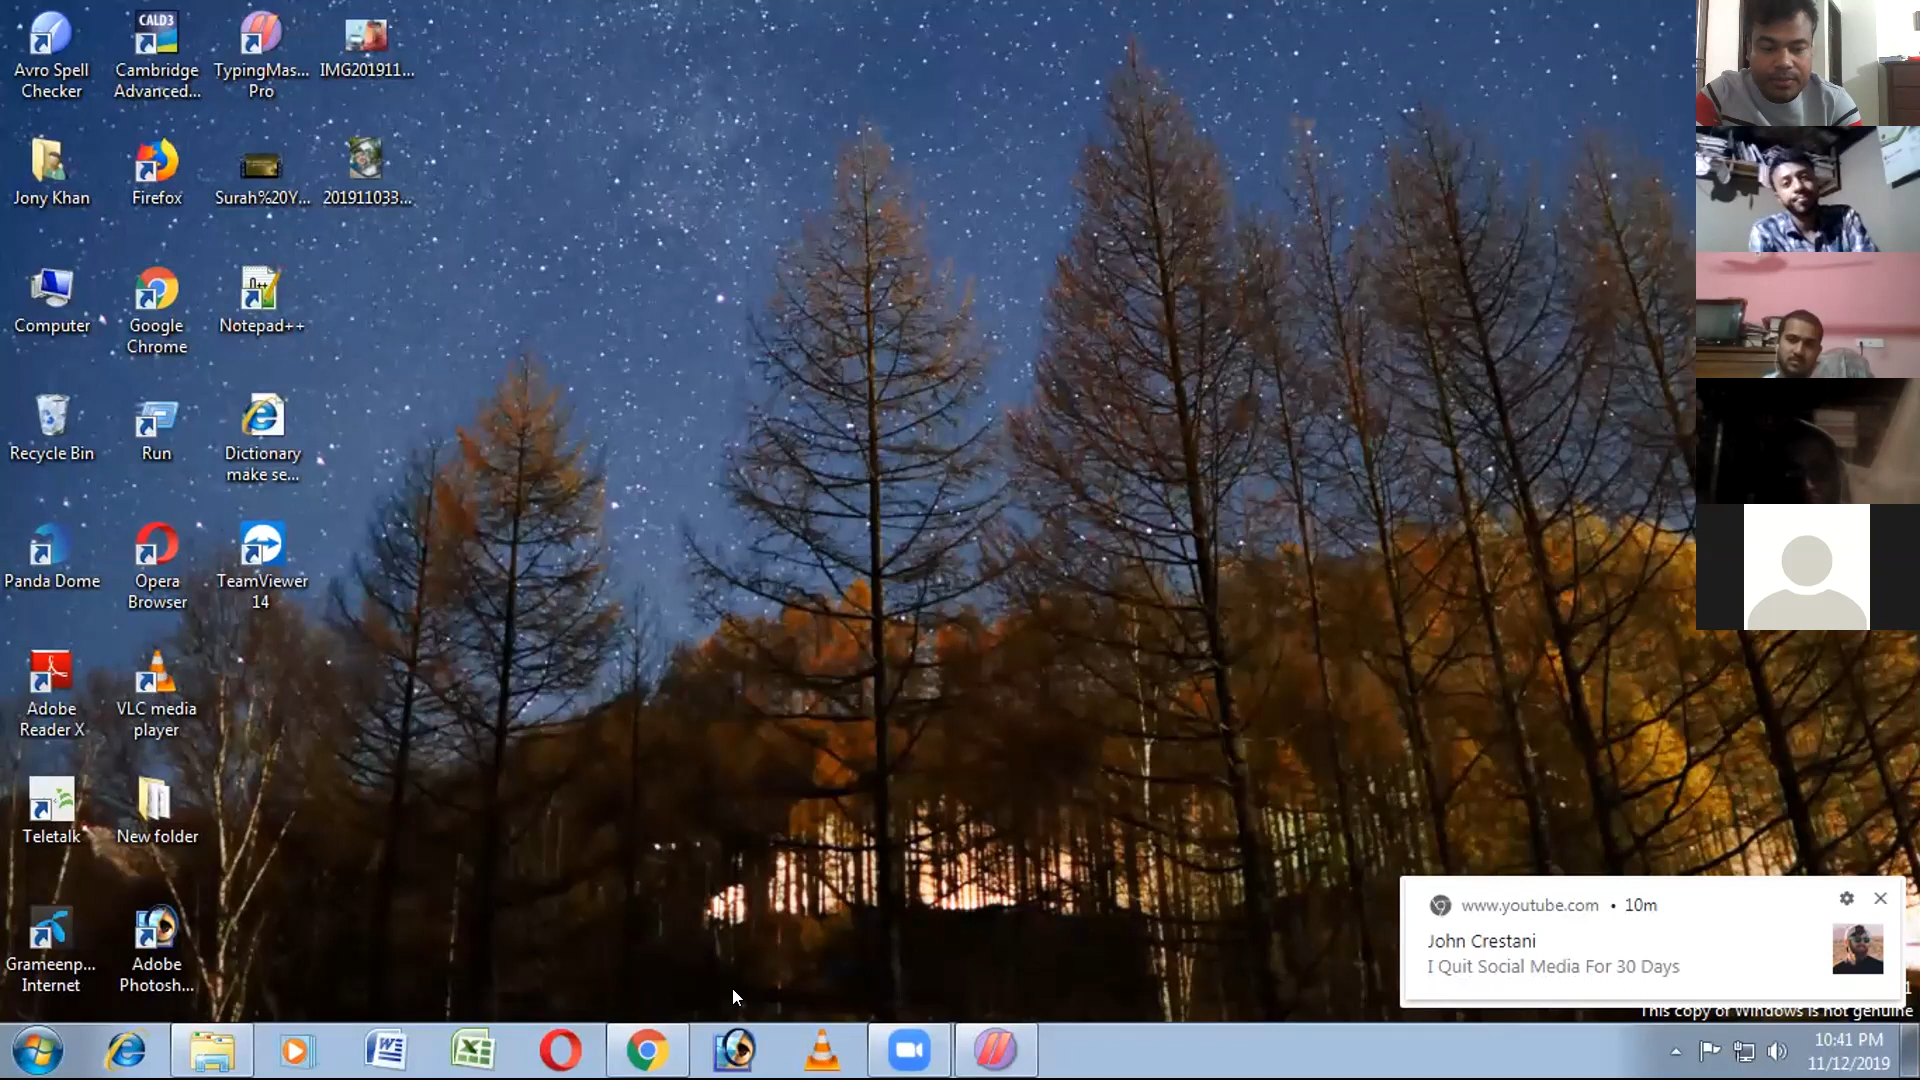 Avro Spell
Checker
CALD3
Cambridge
Advanced...
TypingMas...
Pro
IMG201911...
Jony Khan
Firefox
Surah%20Y...
201911033...
Computer
Google
Chrome
Notepad++
Recycle Bin
Run
Dictionary
make se...
Panda Dome
Opera
Browser
TeamViewer
14
Adobe
Reader X
VLC media
player
Teletalk
New folder
Grameenp...
Internet
Adobe
Photosh...
www.youtube.com • 10m
John Crestani
I Quit Social Media For 30 Days
This copy of Windows is not genuine
10:41 PM
11/12/2019